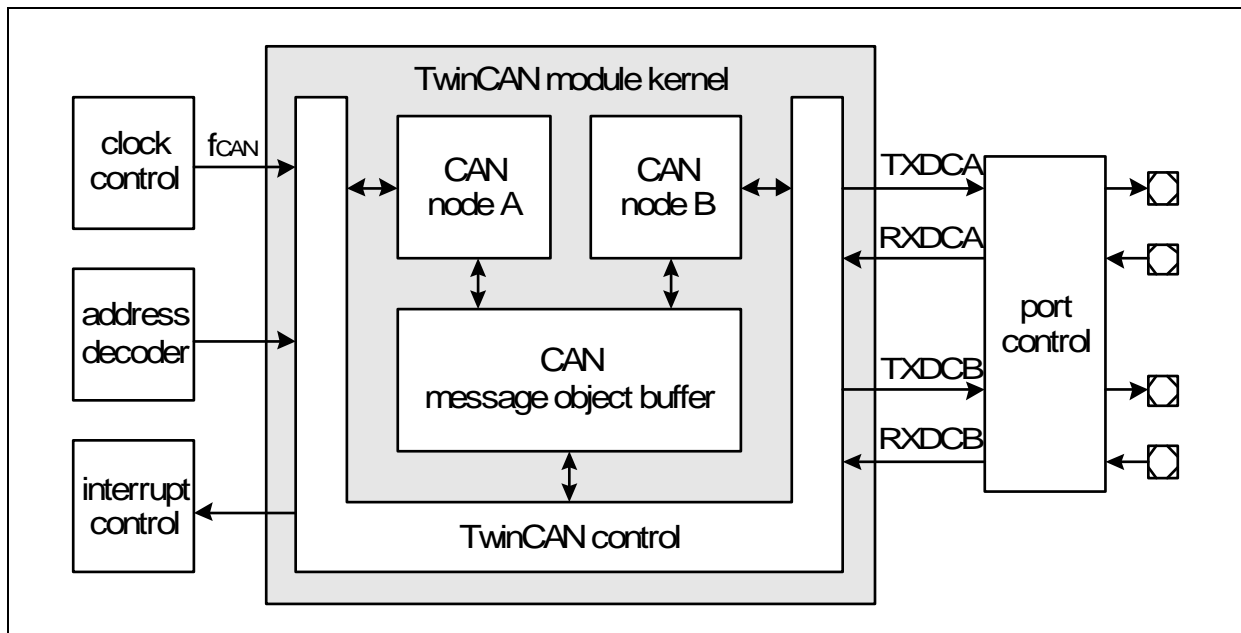 TwinCAN module kernel
clock
control
fCAN
address
decoder
interrupt
control
CAN
node A
CAN
node B
CAN
message object buffer
TwinCAN control
TXDCA
RXDCA
TXDCB
RXDCB
port
control